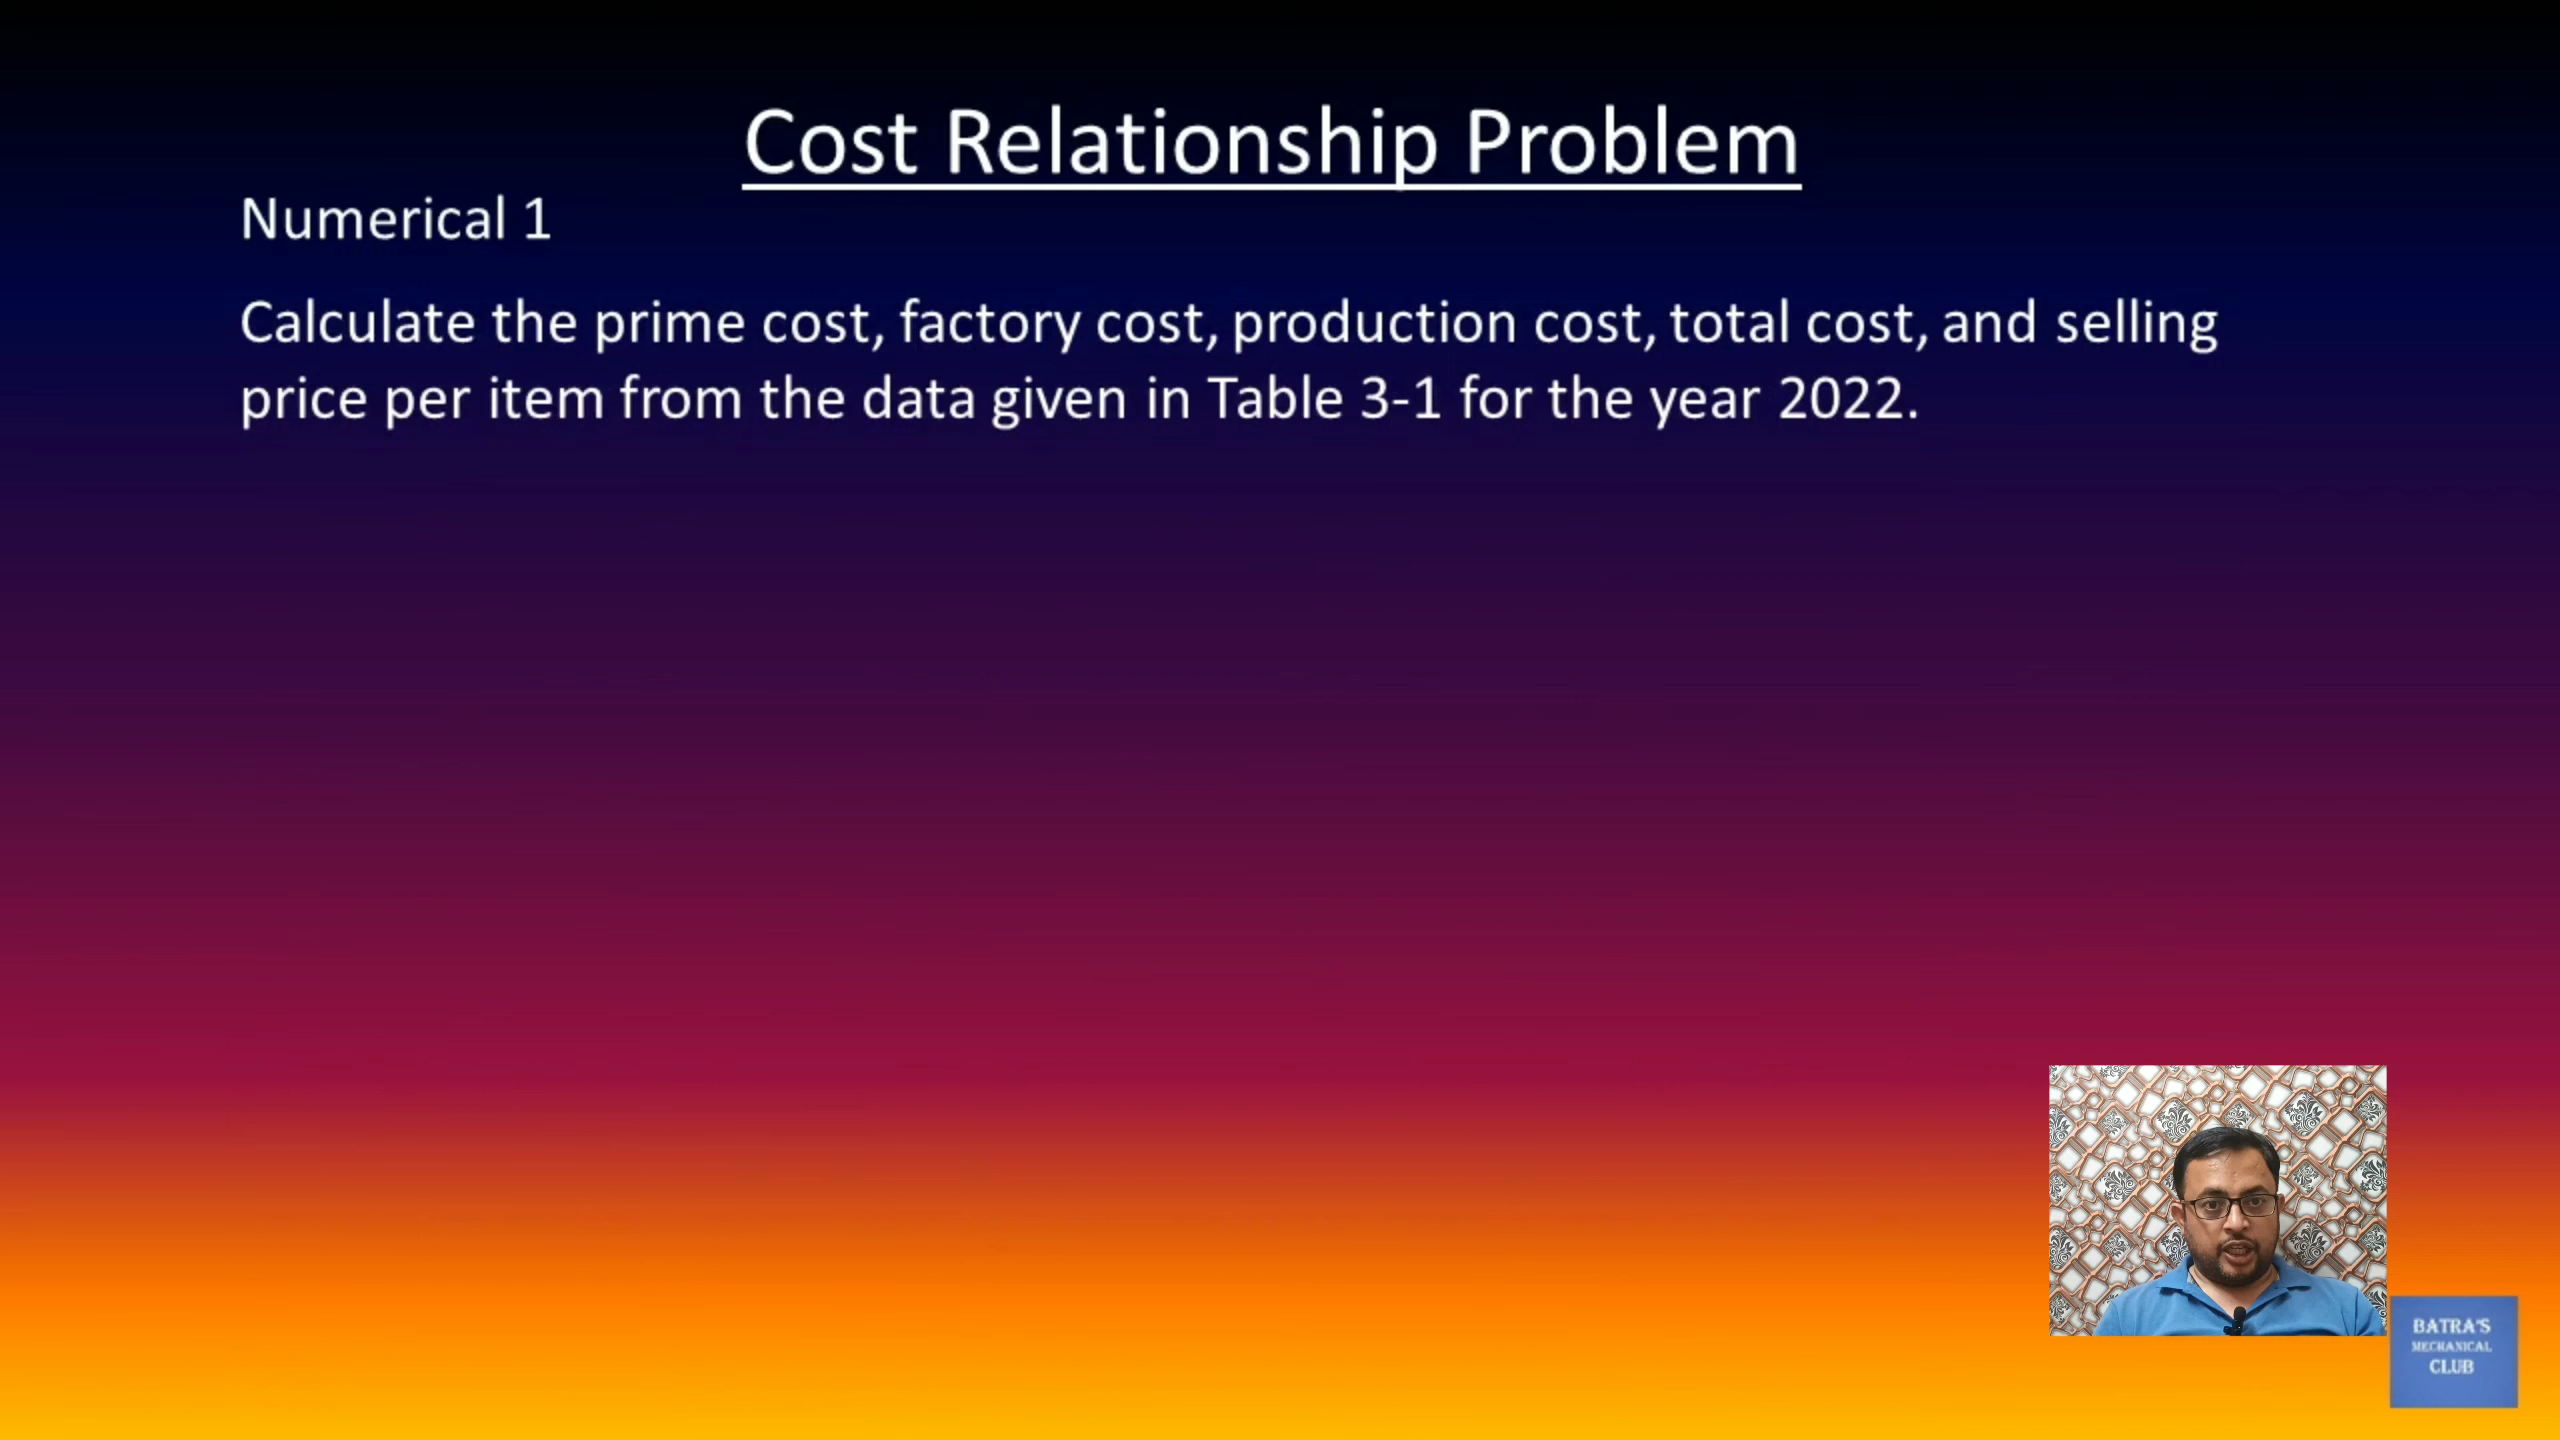 Cost Relationship Problem
Numerical 1
Calculate the prime cost, factory cost, production cost, total cost, and selling
price per item from the data given in Table 3-1 for the year 2022.
BATRA'S
MECHANICAL
CLUB